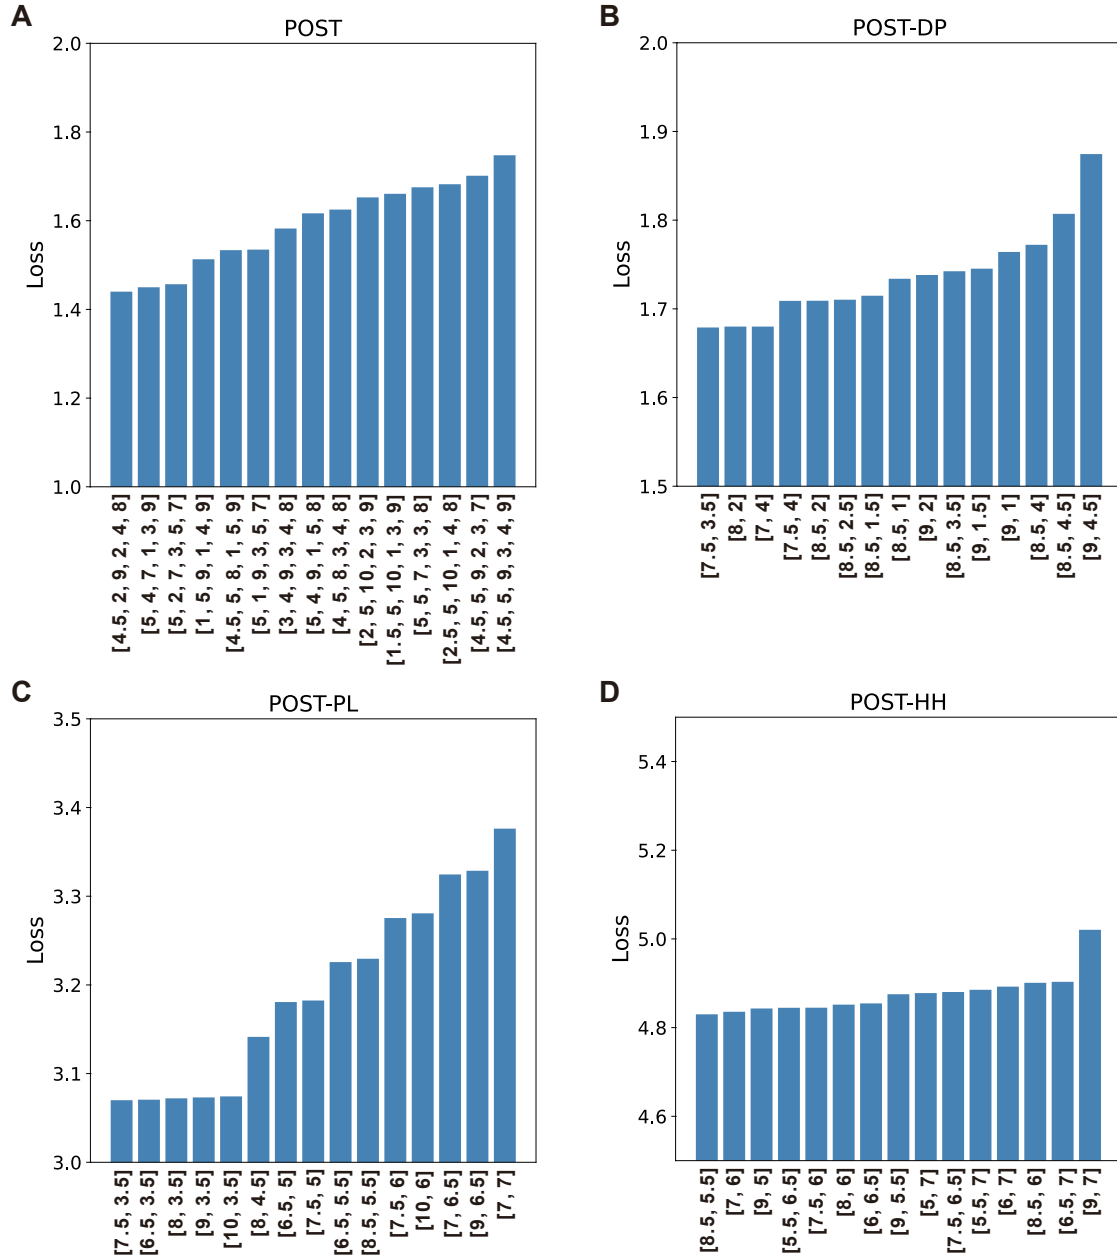 A
POST
2.0
1.8
1.6
1.4
1.2
1.0
Loss
[4.5, 2, 9, 2, 4, 8]
[5, 4, 7, 1, 3, 9]
[5, 2, 7, 3, 5, 7]
[1, 5, 9, 1, 4, 9]
[4.5, 5, 8, 1, 5, 9]
[5, 1, 9, 3, 5, 7]
[3, 4, 9, 3, 4, 8]
[5, 4, 9, 1, 5, 8]
[4, 5, 8, 3, 4, 8]
[2, 5, 10, 2, 3, 9]
[1.5, 5, 10, 1, 3, 9]
[5, 5, 7, 3, 3, 8]
[2.5, 5, 10, 1, 4, 8]
[4.5, 5, 9, 2, 3, 7]
[4.5, 5, 9, 3, 4, 9]
B
POST-DP
2.0
1.9
1.8
1.7
1.6
1.5
Loss
[7.5, 3.5]
[8, 2]
[7, 4]
[7.5, 4]
[8.5, 2]
[8.5, 2.5]
[8.5, 1.5]
[8.5, 1]
[9, 2]
[8.5, 3.5]
[9, 1.5]
[9, 1]
[8.5, 4]
[8.5, 4.5]
[9, 4.5]
C
POST-PL
3.5
3.4
3.3
3.2
3.1
3.0
Loss
[7.5, 3.5]
[6.5, 3.5]
[8, 3.5]
[9, 3.5]
[10, 3.5]
[8, 4.5]
[6.5, 5]
[7.5, 5]
[6.5, 5.5]
[8.5, 5.5]
[7.5, 6]
[10, 6]
[7, 6.5]
[9, 6.5]
[7, 7]
D
POST-HH
5.4
5.2
5.0
4.8
4.6
Loss
[8.5, 5.5]
[7, 6]
[9, 5]
[5.5, 6.5]
[7.5, 6]
[8, 6]
[6, 6.5]
[9, 5.5]
[5, 7]
[7.5, 6.5]
[5.5, 7]
[6, 7]
[8.5, 6]
[6.5, 7]
[9, 7]